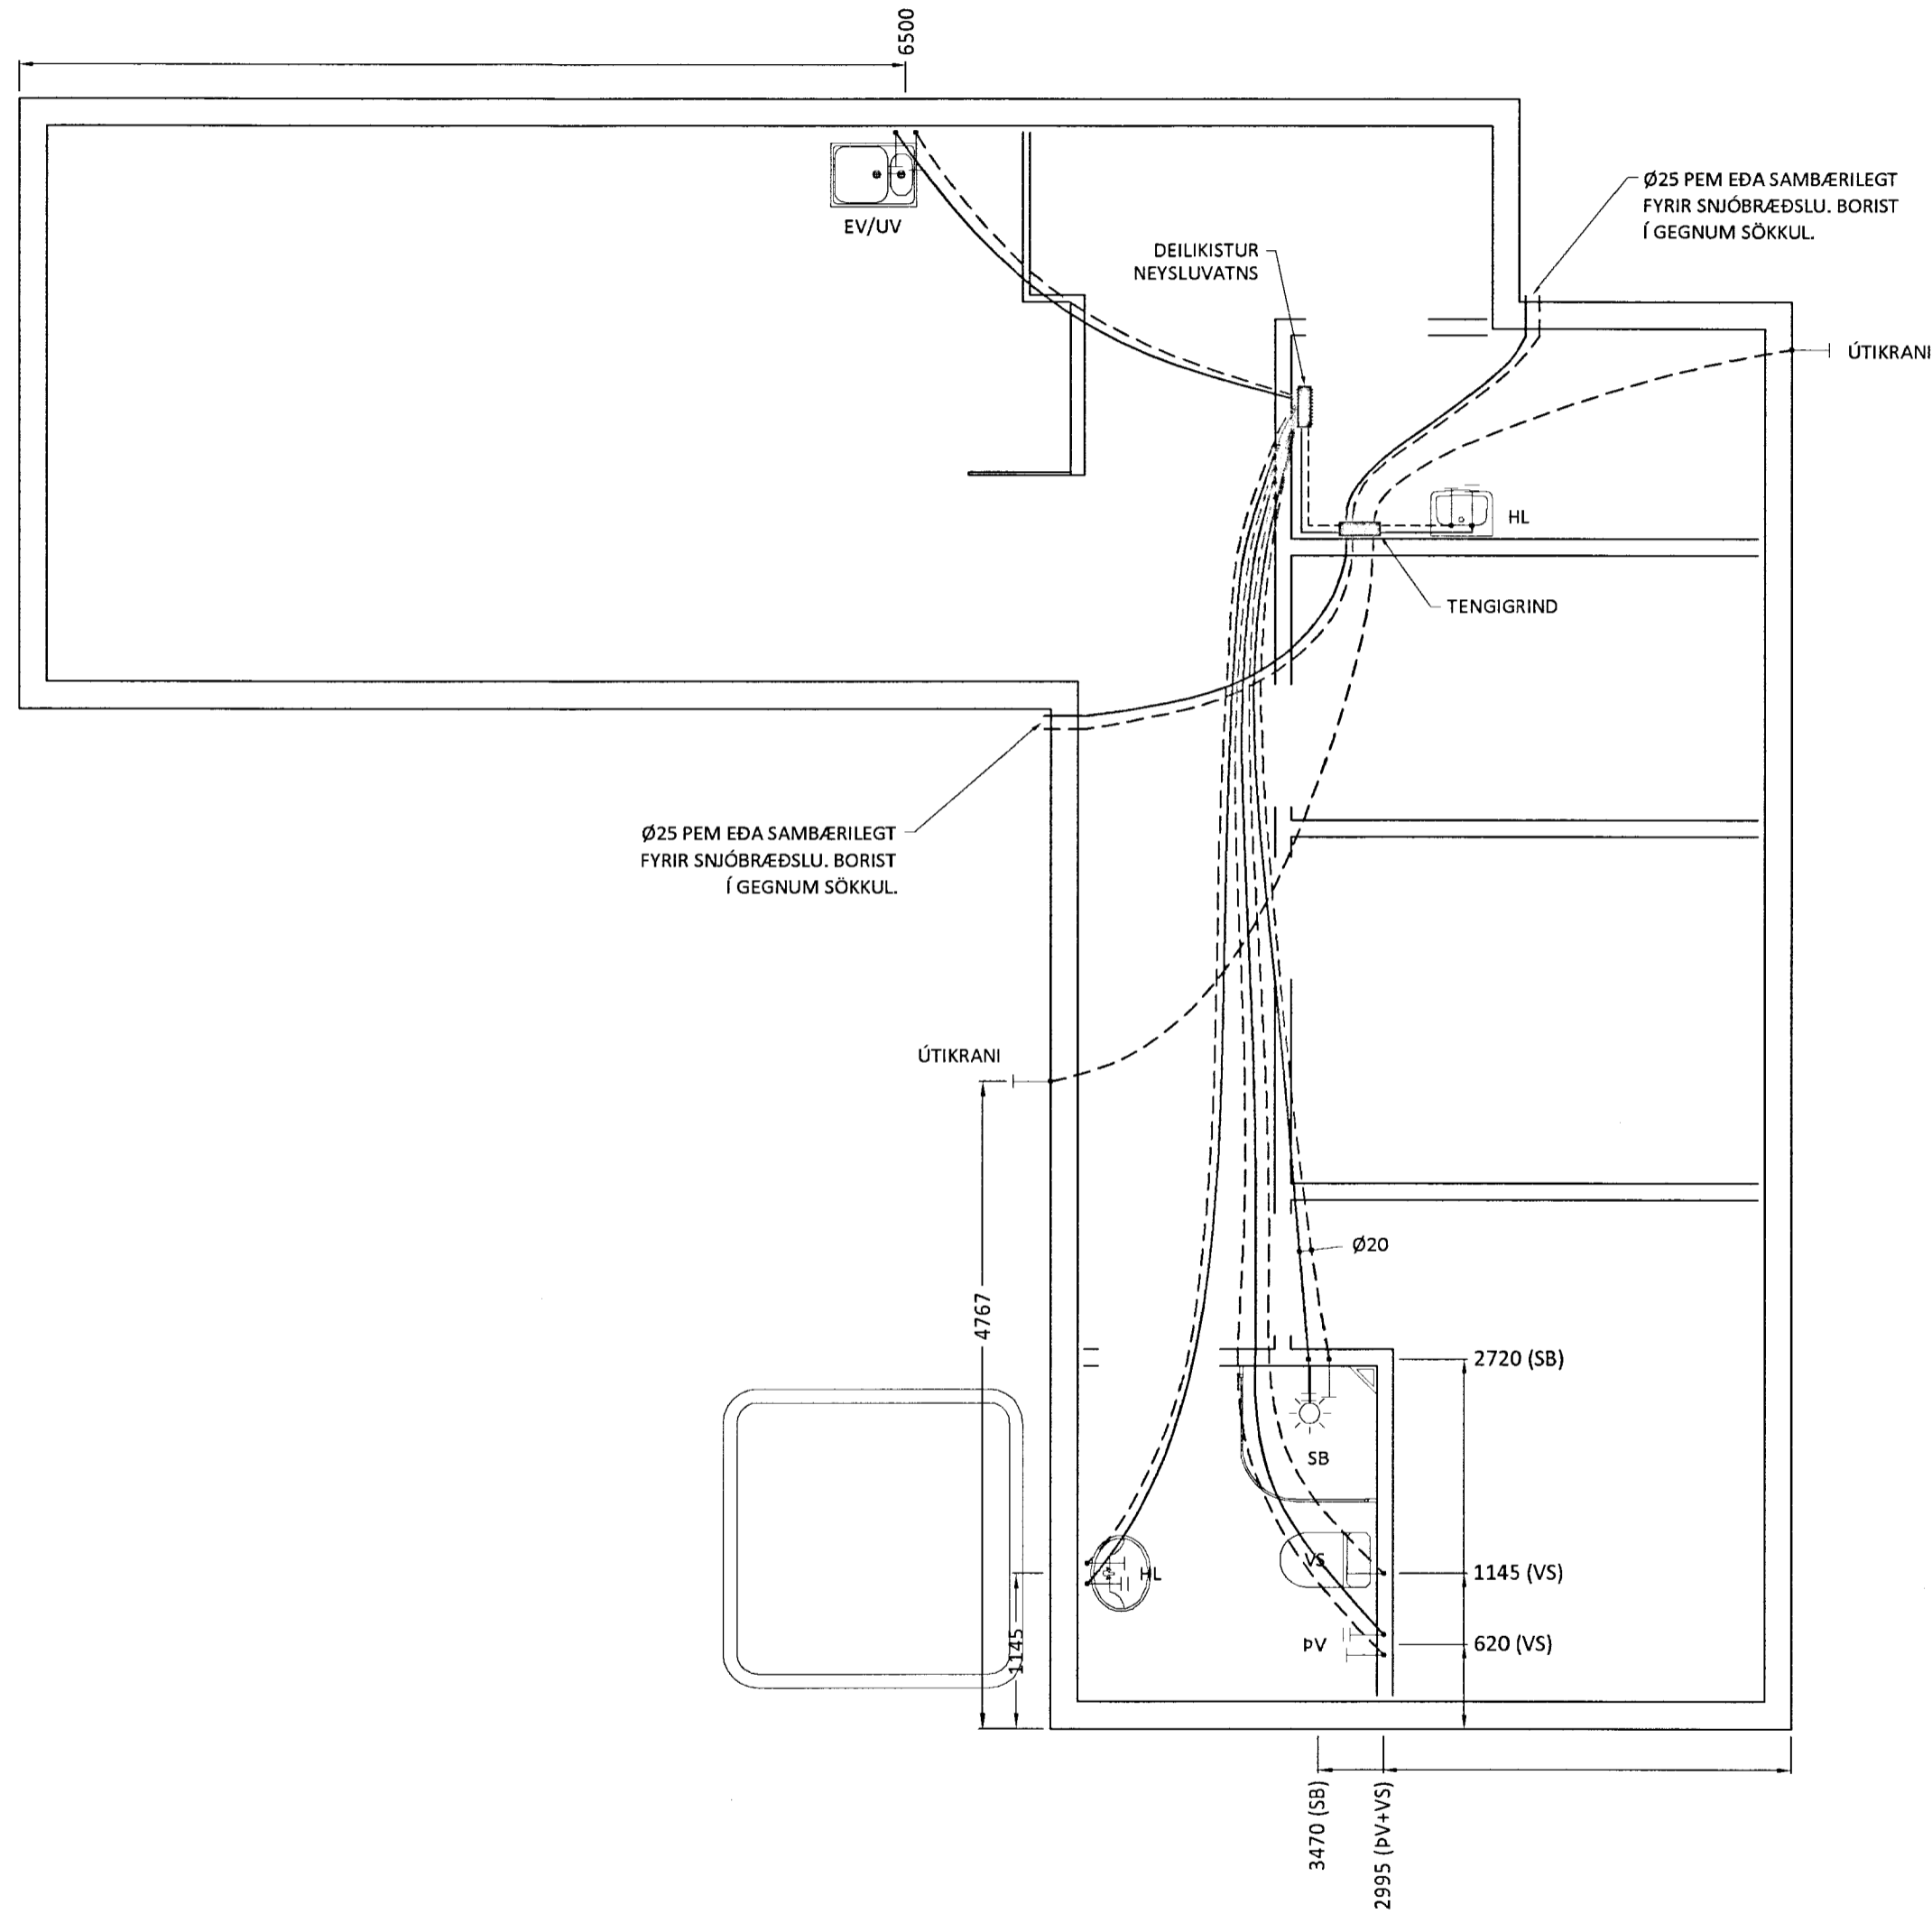 6500
Ø25 PEM EÐA SAMBÆRILEGT
FYRIR SNJÓBRÆÐSLU. BORIST
Í GEGNUM SÖKKUL.
EV/UV
DEILIKISTUR
NEYSLUVATNS
ÚTIKRANI
HL
TENGIGRIND
Ø25 PEM EÐA SAMBÆRILEGT
FYRIR SNJÓBRÆÐSLU. BORIST
Í GEGNUM SÖKKUL.
ÚTIKRANI
Ø20
4767
2720 (SB)
SB
VS
HL
1145 (VS)
1145
ÞV
620 (VS)
3470 (SB)
2995 (ÞV+VS)